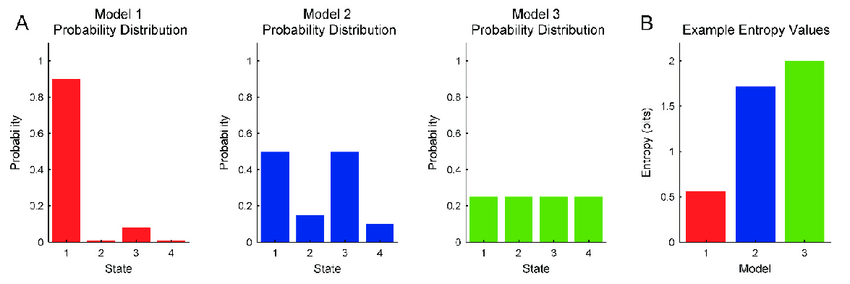 A
Model 1
Probability Distribution
Probability
1
0.8
0.6
0.4
0.2
0
1 2 3 4
State
Model 2
Probability Distribution
Probability
1
0.8
0.6
0.4
0.2
0
1 2 3 4
State
Model 3
Probability Distribution
Probability
1
0.8
0.6
0.4
0.2
0
1 2 3 4
State
B
Example Entropy Values
Entropy (bits)
2
1.5
1
0.5
0
1 2 3
Model